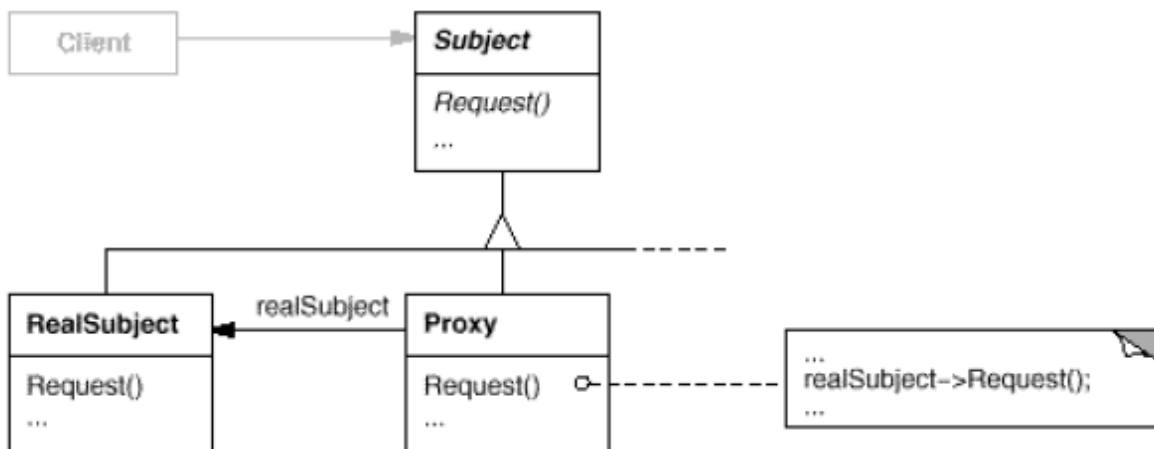 Client
Subject
Request()
...
realSubject
RealSubject
Request()
...
Proxy
Request()
...
...
realSubject->Request();
...